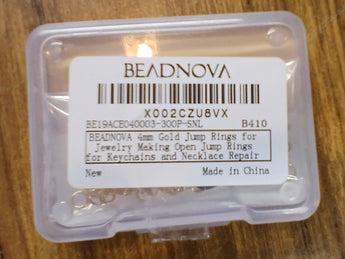 BEADNOVA
X002CZU8VX
BE19ACE040003-300P-SNL B410
BEADNOVA 4mm Gold Jump Rings for
Jewelry Making Open Jump Rings
for Keychains and Necklace Repair
New Made in China